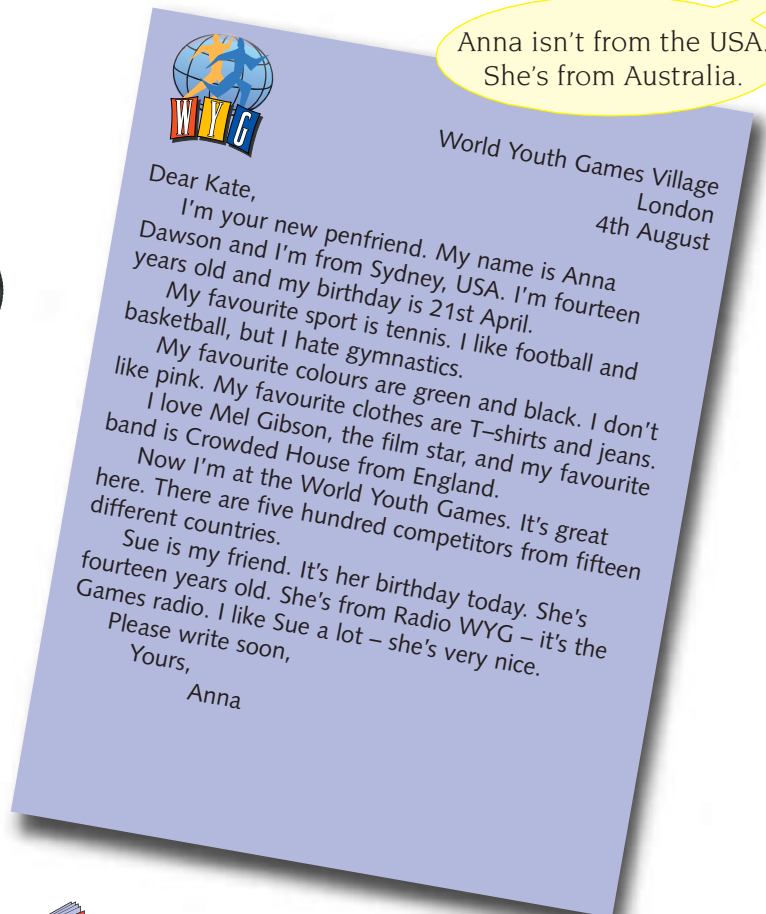 Anna isn't from the USA.
She's from Australia.
WYG
World Youth Games Village
London
4th August
Dear Kate,
I'm your new penfriend. My name is Anna
Dawson and I'm from Sydney, USA. I'm fourteen
years old and my birthday is 21st April.
My favourite sport is tennis. I like football and
basketball, but I hate gymnastics.
My favourite colours are green and black. I don't
like pink. My favourite clothes are T–shirts and jeans.
I love Mel Gibson, the film star, and my favourite
band is Crowded House from England.
Now I'm at the World Youth Games. It's great
here. There are five hundred competitors from fifteen
different countries.
Sue is my friend. It's her birthday today. She's
fourteen years old. She's from Radio WYG – it's the
Games radio. I like Sue a lot – she's very nice.
Please write soon,
Yours,
Anna